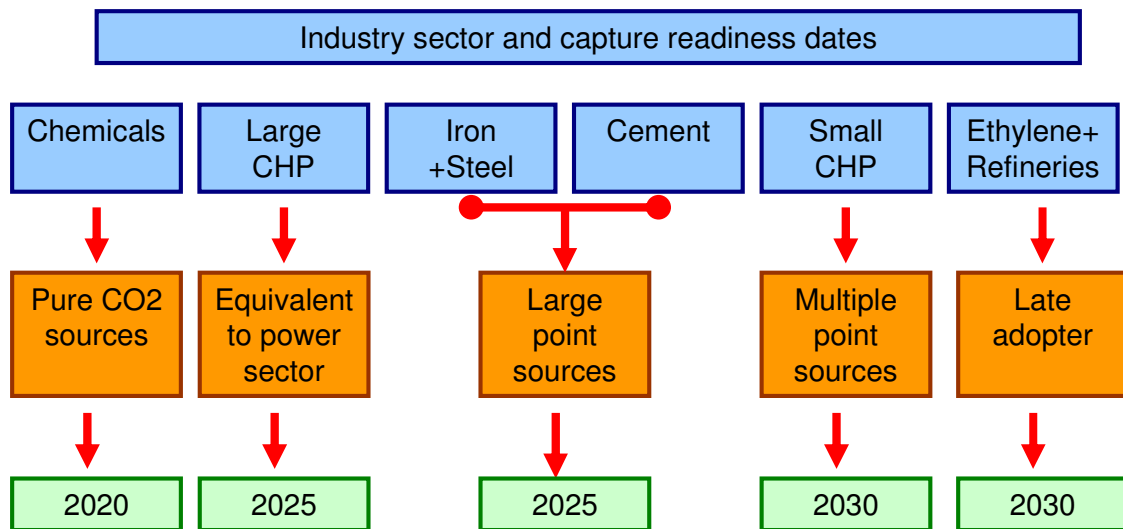 Industry sector and capture readiness dates
Chemicals
Large
CHP
Iron
+Steel
Cement
Small
CHP
Ethylene+
Refineries
Pure CO2
sources
Equivalent
to power
sector
Large
point
sources
Multiple
point
sources
Late
adopter
2020
2025
2025
2030
2030